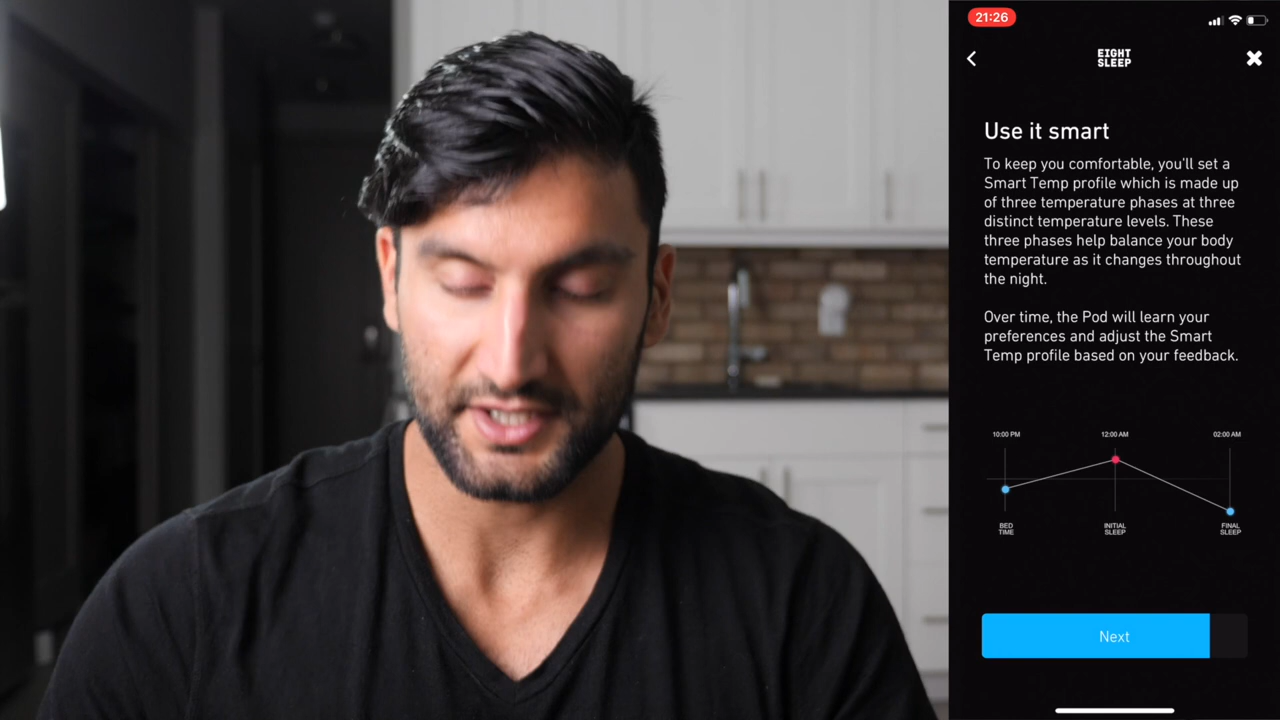 21:26
EIGHT
SLEEP
Use it smart
To keep you comfortable, you'll set a
Smart Temp profile which is made up
of three temperature phases at three
distinct temperature levels. These
three phases help balance your body
temperature as it changes throughout
the night.
Over time, the Pod will learn your
preferences and adjust the Smart
Temp profile based on your feedback.
10:00 PM
12:00 AM
02:00 AM
BED
TIME
INITIAL
SLEEP
FINAL
SLEEP
Next